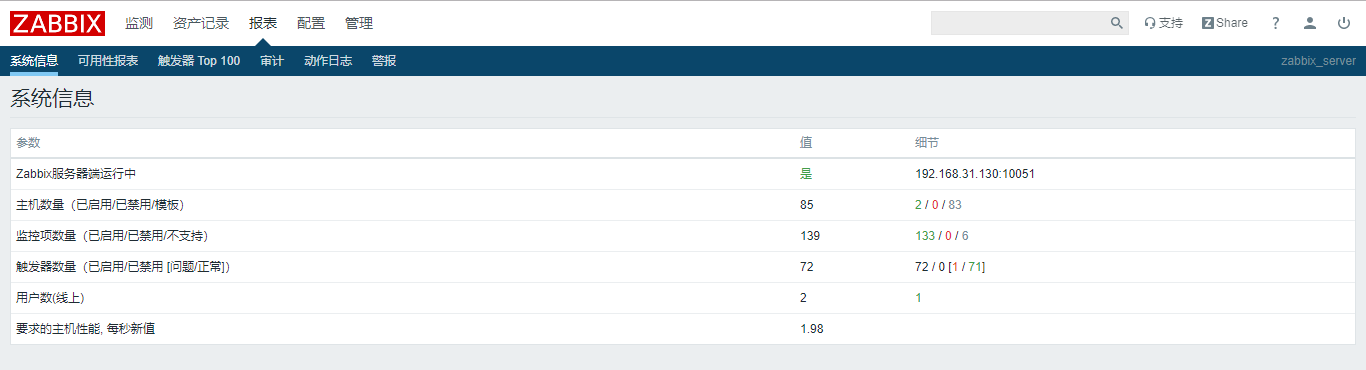 ZABBIX 监测 资产记录 报表 配置 管理 支持 Z Share ?
系统信息 可用性报表 触发器 Top 100 审计 动作日志 警报 zabbix_server
系统信息
参数 值 细节
Zabbix服务器端运行中 是 192.168.31.130:10051
主机数量（已启用/已禁用/模板） 85 2 / 0 / 83
监控项数量（已启用/已禁用/不支持） 139 133 / 0 / 6
触发器数量（已启用/已禁用 [问题/正常]） 72 72 / 0 [1 / 71]
用户数(线上) 2 1
要求的主机性能, 每秒新值 1.98